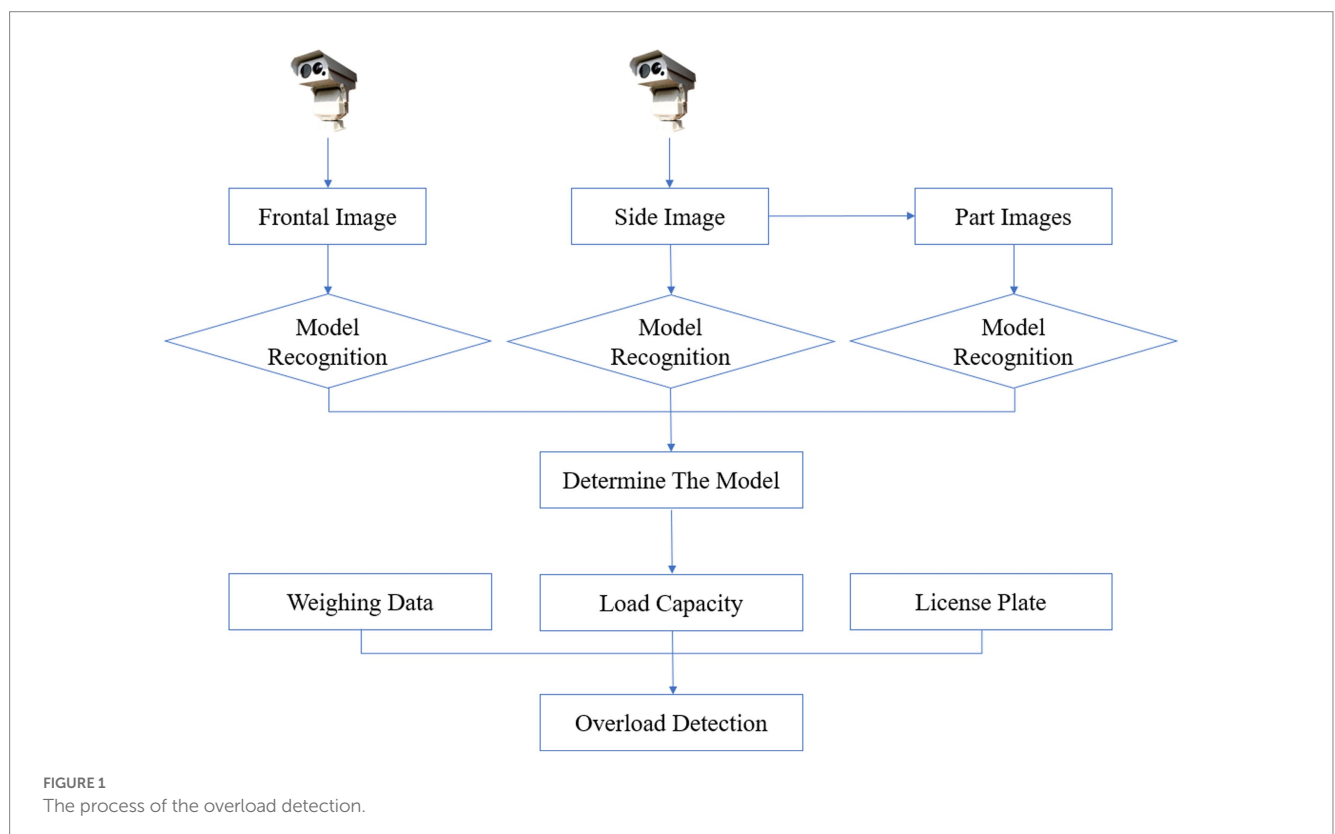 Frontal Image
Side Image
Part Images
Model
Recognition
Model
Recognition
Model
Recognition
Determine The Model
Weighing Data
Load Capacity
License Plate
Overload Detection
FIGURE 1
The process of the overload detection.